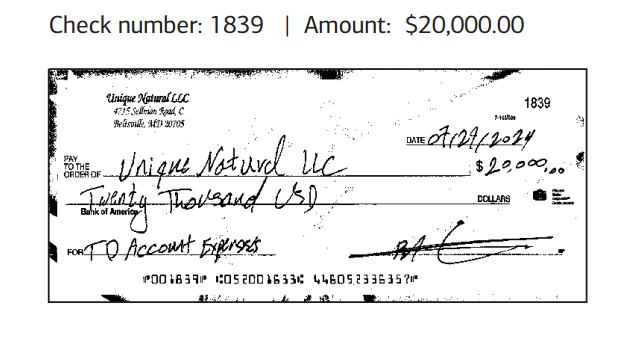 Check number: 1839 | Amount: $20,000.00
Unique Natural LLC
4715 Sellman Road, C
Beltsville, MD 20705
1839
DATE 07/29/2024
PAY TO THE ORDER OF Unique Natural LLC $ 20,000.00
Twenty Thousand USD DOLLARS
Bank of America
FOR TD Account Expenses
⑈001839⑈ ⑆052001633⑆ 446052336357⑈